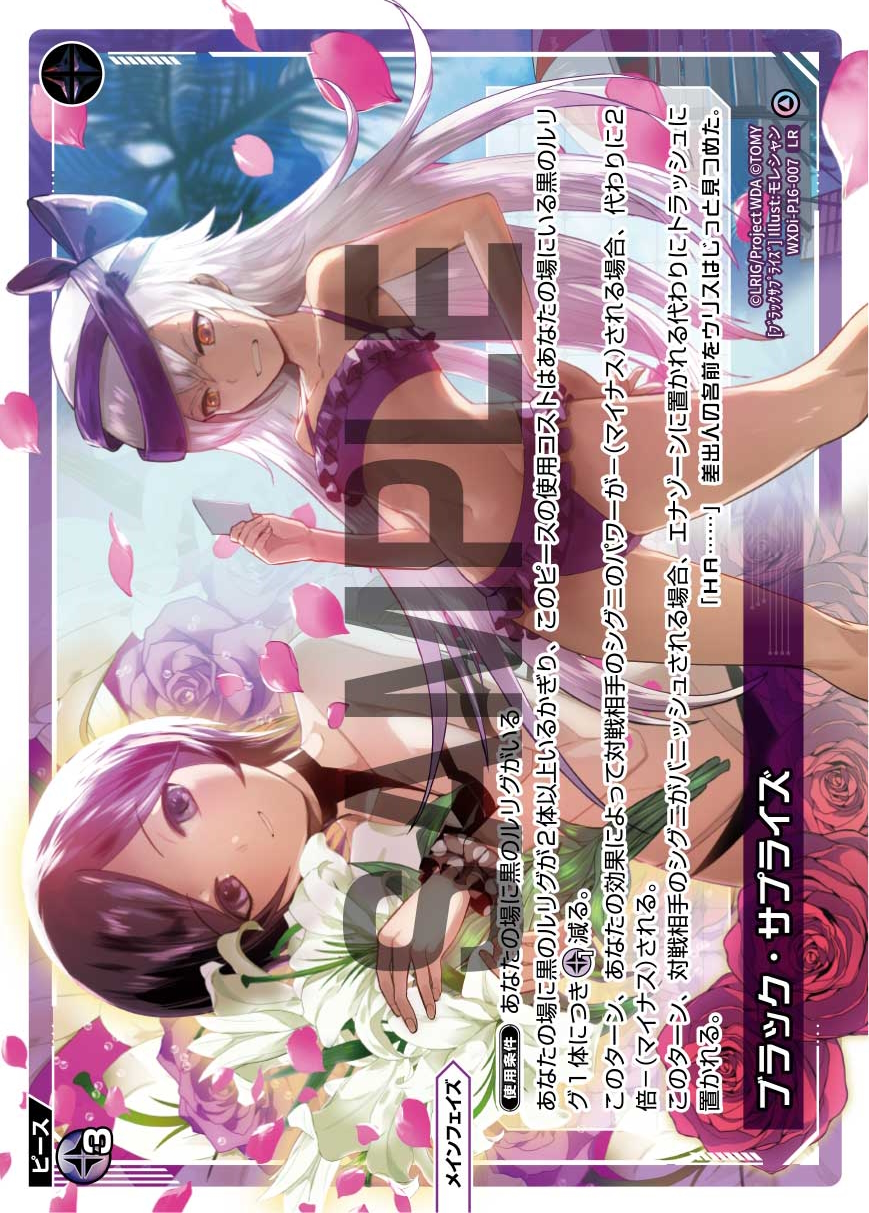 ピース
3
メインフェイズ
使用条件 あなたの場に黒のルリグがいる
あなたの場に黒のルリグが2体以上いるかぎり、このピースの使用コストはあなたの場にいる黒のルリ
グ1体につき 減る。
このターン、あなたの効果によって対戦相手のシグニのパワーが－(マイナス)される場合、代わりに2
倍－(マイナス)される。
このターン、対戦相手のシグニがバニッシュされる場合、エナゾーンに置かれる代わりにトラッシュに
置かれる。
「HA……」 差出人の名前をウリスはじっと見つめた。
SAMPLE
ブラック・サプライズ
©LRIG/ProjectWDA ©TOMY
[ブラックサプライズ] Illust:モレシャン
WXDi-P16-007 LR